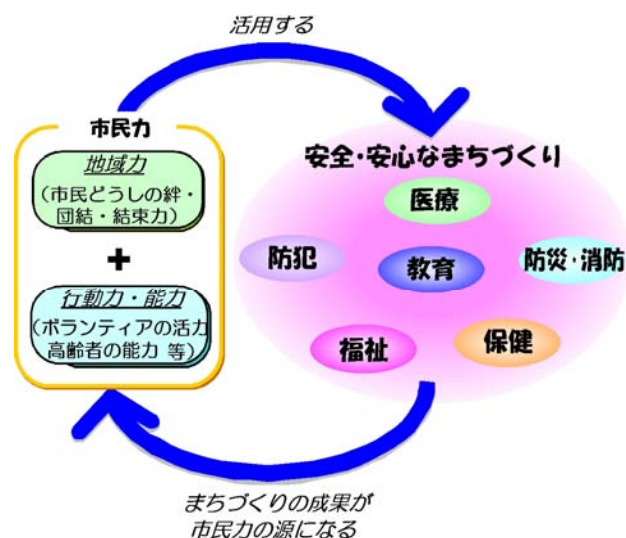 活用する
市民力
地域力
(市民どうしの絆・
団結・結束力)
+
行動力・能力
(ボランティアの活力
高齢者の能力 等)
安全・安心なまちづくり
医療
防犯
教育
防災・消防
福祉
保健
まちづくりの成果が
市民力の源になる